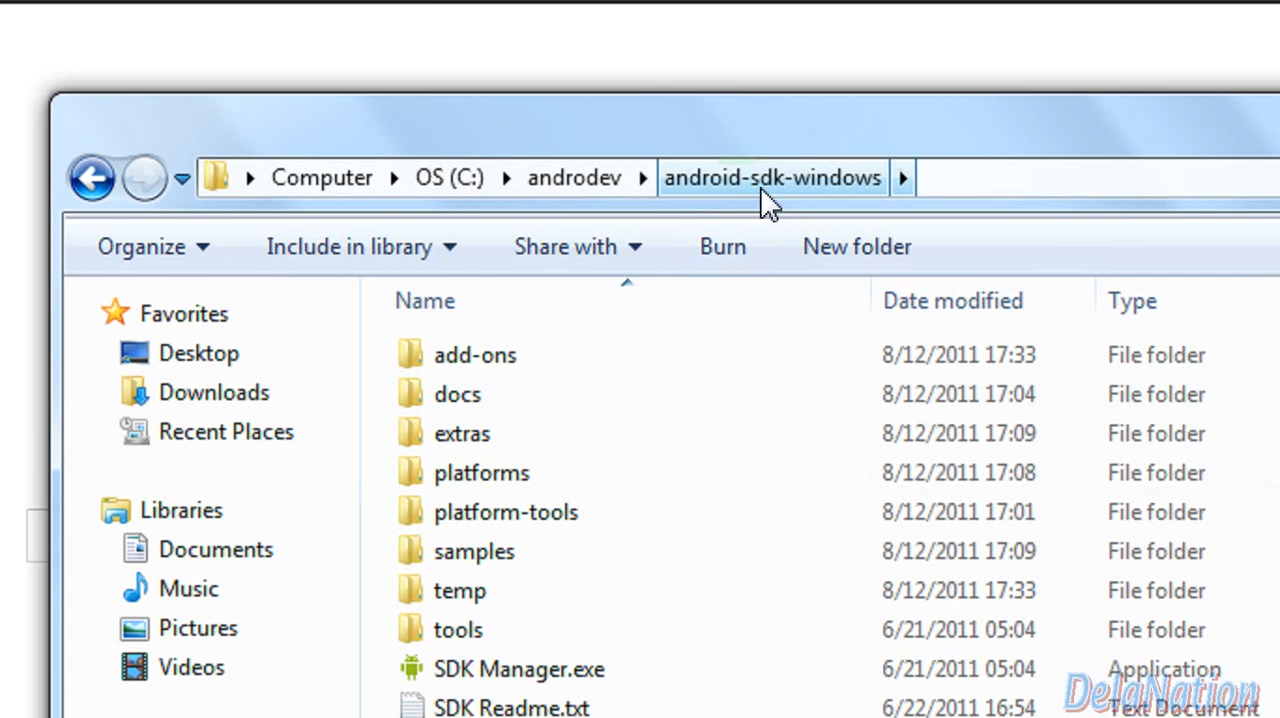 Computer OS (C:) androdev android-sdk-windows
Organize Include in library Share with Burn New folder
Name Date modified Type
Favorites
Desktop
Downloads
Recent Places
Libraries
Documents
Music
Pictures
Videos
add-ons 8/12/2011 17:33 File folder
docs 8/12/2011 17:04 File folder
extras 8/12/2011 17:09 File folder
platforms 8/12/2011 17:08 File folder
platform-tools 8/12/2011 17:01 File folder
samples 8/12/2011 17:09 File folder
temp 8/12/2011 17:33 File folder
tools 6/21/2011 05:04 File folder
SDK Manager.exe 6/21/2011 05:04 Application
SDK Readme.txt 6/22/2011 16:54 Text Document
DelaNation